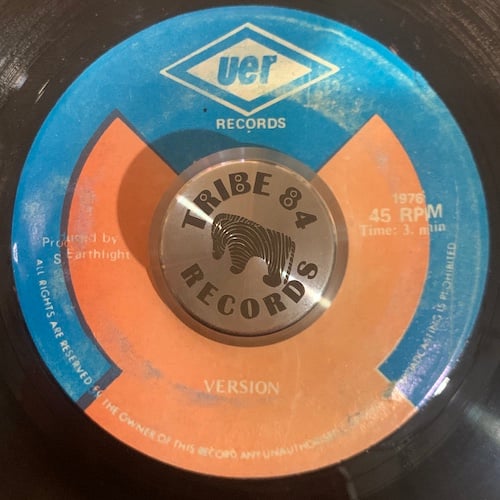 uer
RECORDS
TRIBE 84
RECORDS
1976
45 RPM
Time: 3. min
Produced by
S. Earthlight
VERSION
ALL RIGHTS ARE RESERVED THE OWNER OF THIS RECORD ANY UNAUTHORISED BROADCASTING IS PROHIBITED